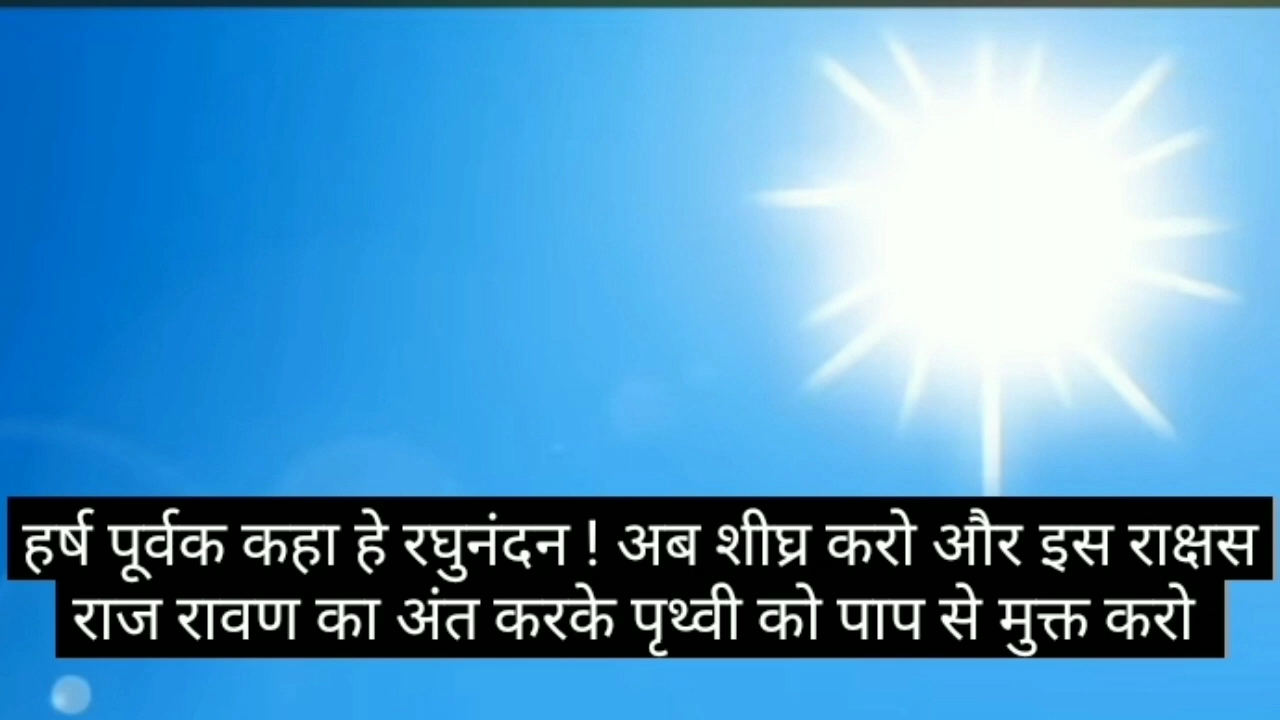 हर्ष पूर्वक कहा हे रघुनंदन ! अब शीघ्र करो और इस राक्षस
राज रावण का अंत करके पृथ्वी को पाप से मुक्त करो